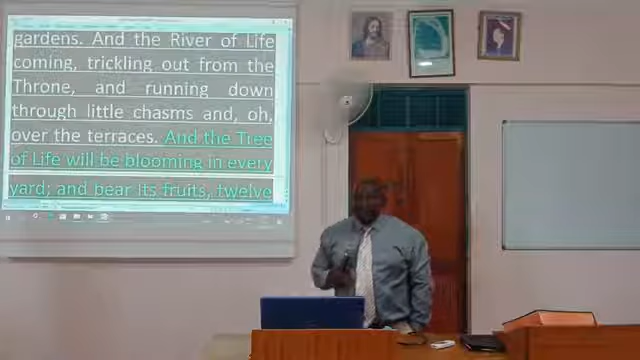 gardens. And the River of Life
coming, trickling out from the
Throne, and running down
through little chasms and, oh,
over the terraces. And the Tree
of Life will be blooming in every
yard; and bear its fruits, twelve